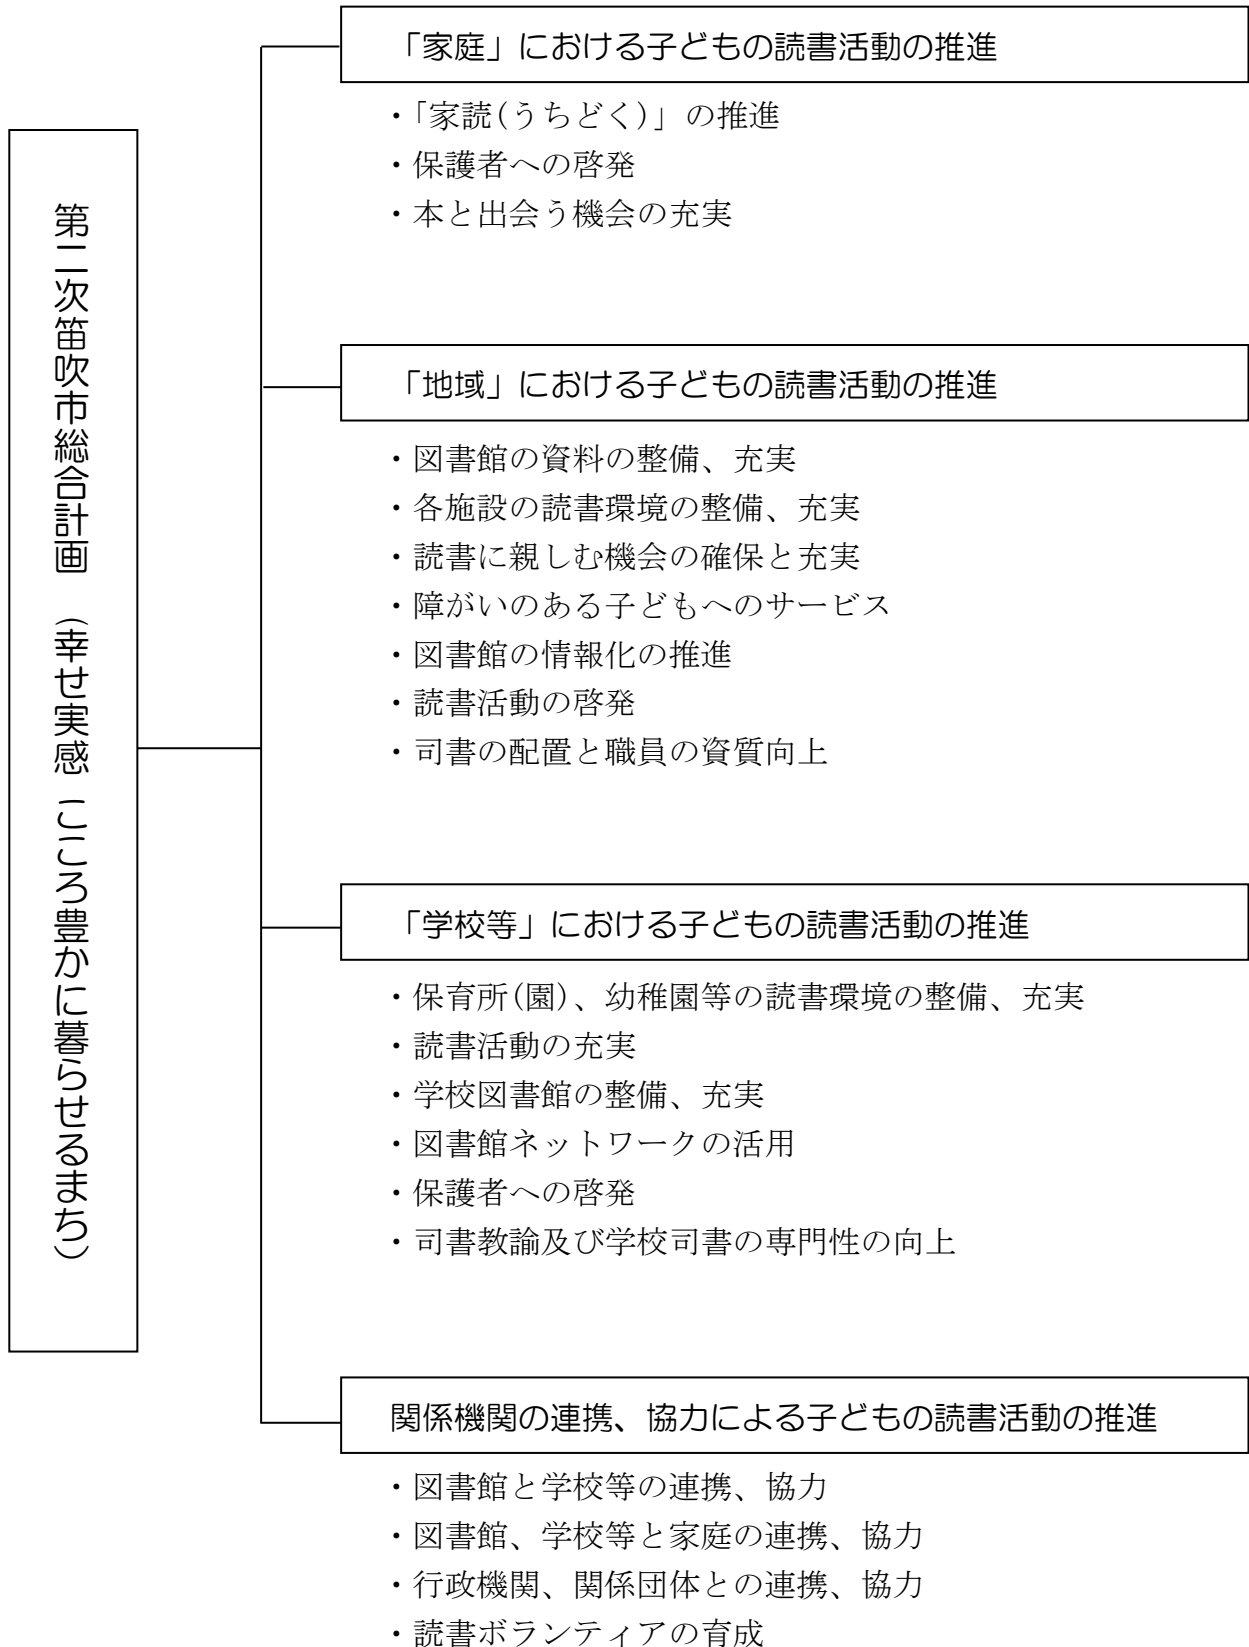 第二次笛吹市総合計画 （幸せ実感 こころ豊かに暮らせるまち）
「家庭」における子どもの読書活動の推進
・「家読(うちどく)」の推進
・保護者への啓発
・本と出会う機会の充実
「地域」における子どもの読書活動の推進
・図書館の資料の整備、充実
・各施設の読書環境の整備、充実
・読書に親しむ機会の確保と充実
・障がいのある子どもへのサービス
・図書館の情報化の推進
・読書活動の啓発
・司書の配置と職員の資質向上
「学校等」における子どもの読書活動の推進
・保育所(園)、幼稚園等の読書環境の整備、充実
・読書活動の充実
・学校図書館の整備、充実
・図書館ネットワークの活用
・保護者への啓発
・司書教諭及び学校司書の専門性の向上
関係機関の連携、協力による子どもの読書活動の推進
・図書館と学校等の連携、協力
・図書館、学校等と家庭の連携、協力
・行政機関、関係団体との連携、協力
・読書ボランティアの育成